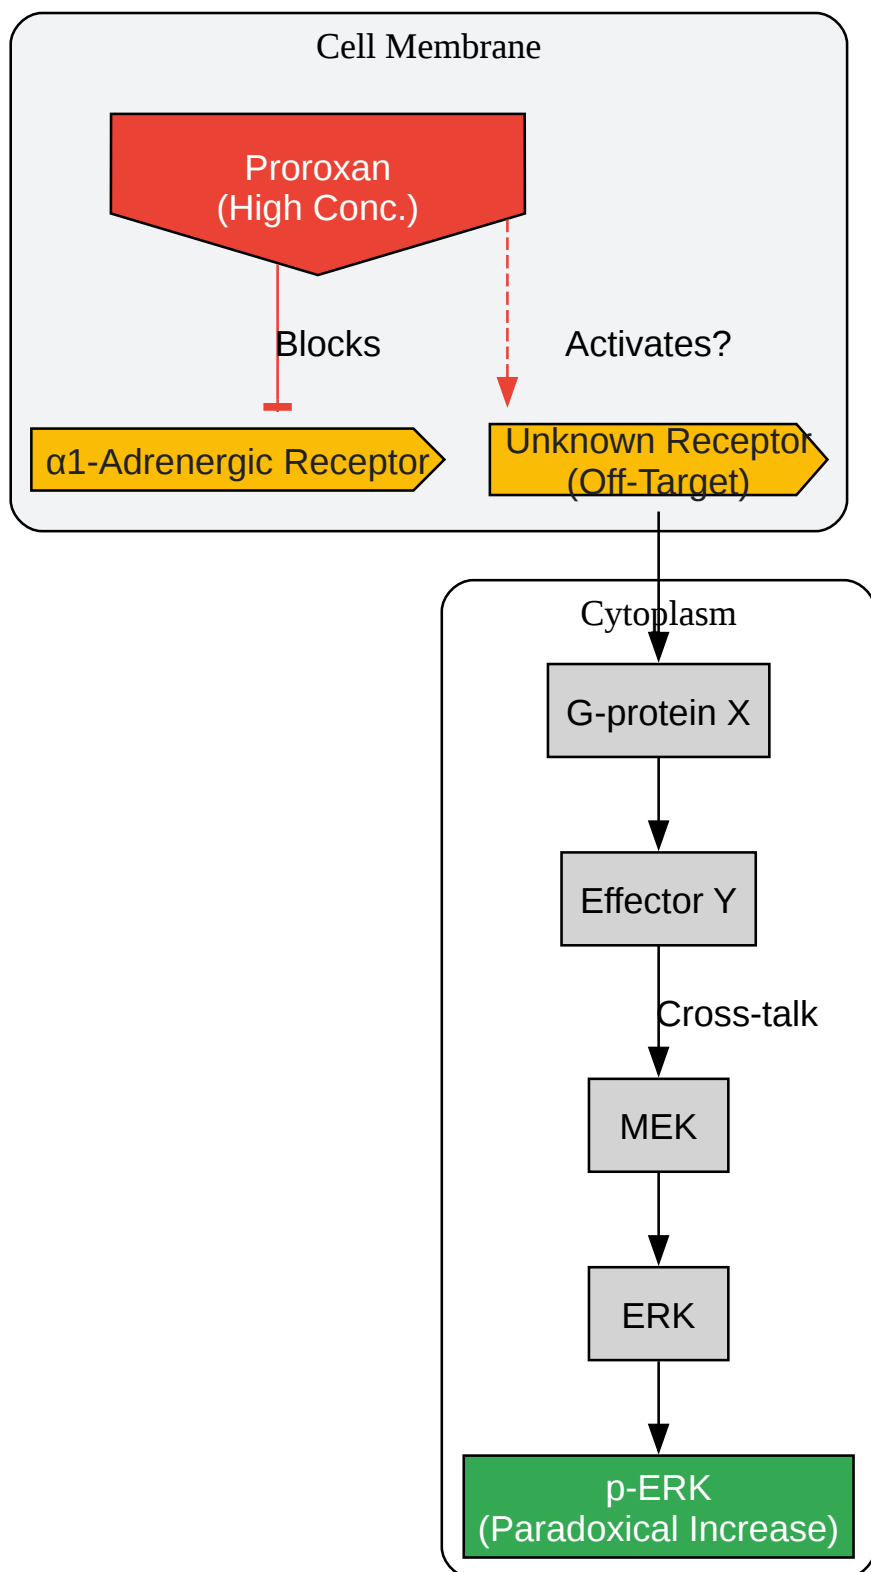 Cell Membrane
Proroxan
(High Conc.)
Blocks
Activates?
α1-Adrenergic Receptor
Unknown Receptor
(Off-Target)
Cytoplasm
G-protein X
Effector Y
Cross-talk
MEK
ERK
p-ERK
(Paradoxical Increase)